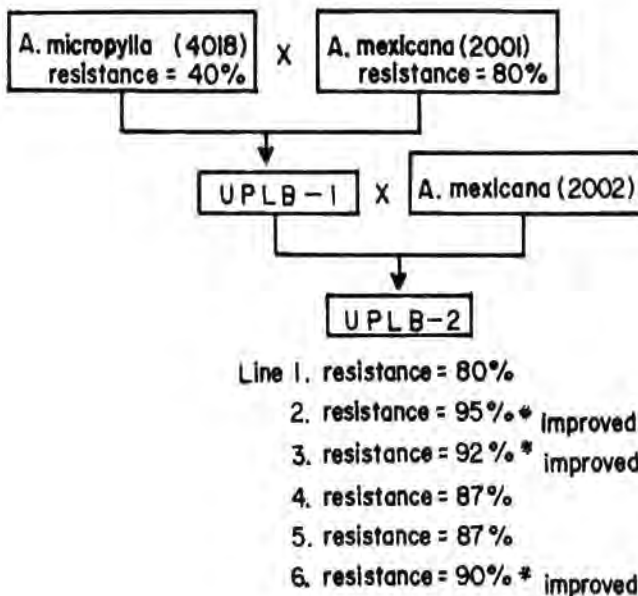 A. micropylla (4018) X A. mexicana (2001)
resistance = 40% resistance = 80%
UPLB-1 X A. mexicana (2002)
UPLB-2
Line 1. resistance = 80%
2. resistance = 95% * improved
3. resistance = 92% * improved
4. resistance = 87%
5. resistance = 87%
6. resistance = 90% * improved